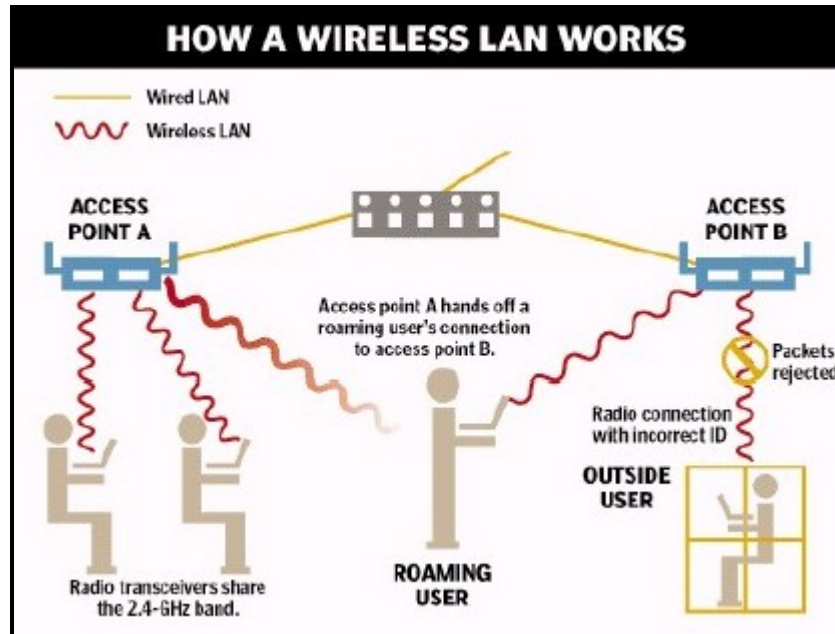 HOW A WIRELESS LAN WORKS
Wired LAN
Wireless LAN
ACCESS
POINT A
ACCESS
POINT B
Access point A hands off a
roaming user's connection
to access point B.
Packets
rejected
Radio connection
with incorrect ID
OUTSIDE
USER
ROAMING
USER
Radio transceivers share
the 2.4-GHz band.